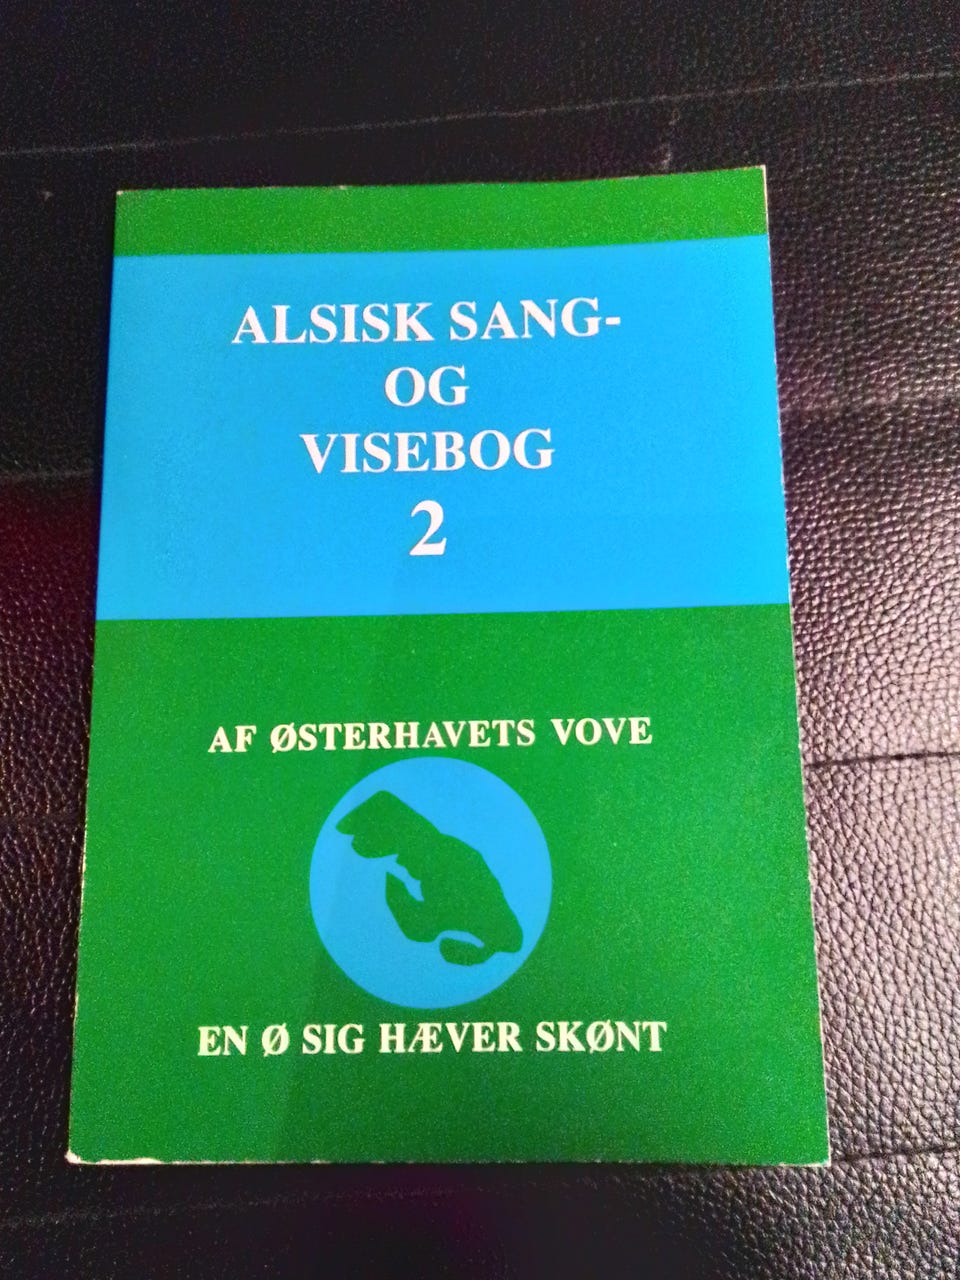 ALSISK SANG-
OG
VISEBOG
2
AF ØSTERHAVETS VOVE
EN Ø SIG HÆVER SKØNT